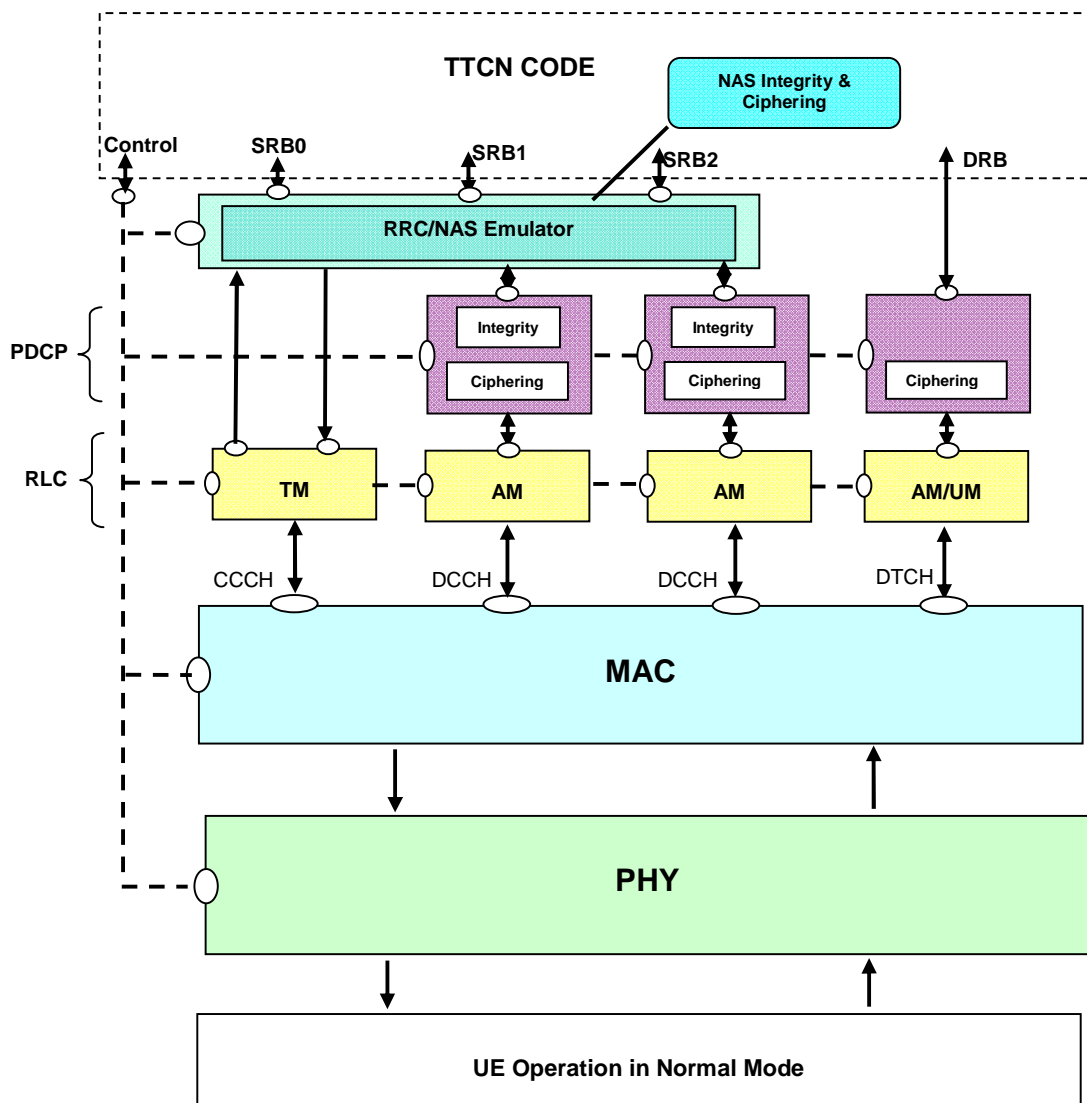 TTCN CODE
NAS Integrity &
Ciphering
Control
SRB0
SRB1
SRB2
DRB
RRC/NAS Emulator
PDCP
Integrity
Integrity
Ciphering
Ciphering
Ciphering
RLC
TM
AM
AM
AM/UM
CCCH
DCCH
DCCH
DTCH
MAC
PHY
UE Operation in Normal Mode